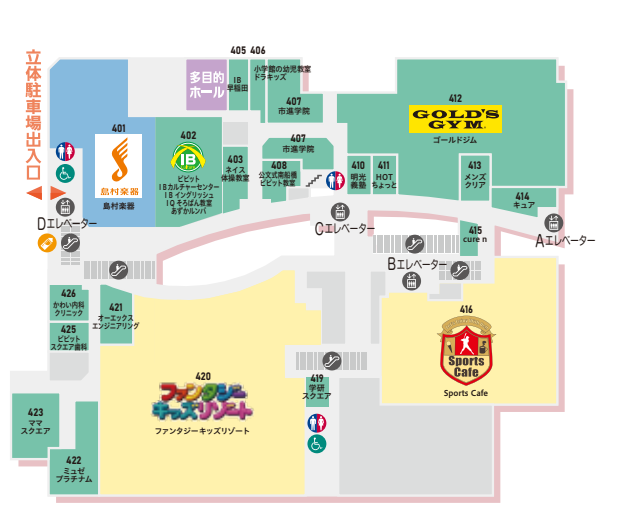 立体駐車場出入口
405
406
IB
早稲田
小学館の幼児教室
ドラキッズ
多目的
ホール
407
市進学院
412
GOLD'S
GYM
ゴールドジム
401
島村楽器
島村楽器
402
IB
ビビット
IBカルチャーセンター
IBイングリッシュ
IQそろばん教室
あずかルンバ
403
ネイス
体操教室
407
市進学院
408
公文式南船橋
ビビット教室
410
明光
義塾
411
HOT
ちょっと
413
メンズ
クリア
414
キュア
415
cure n
Dエレベーター
Cエレベーター
Bエレベーター
Aエレベーター
426
かわい内科
クリニック
425
ビビット
スクエア歯科
421
オーエックス
エンジニアリング
416
Sports
Cafe
Sports Cafe
420
ファンタジー
キッズリゾート
ファンタジーキッズリゾート
419
学研
スクエア
423
ママ
スクエア
422
ミュゼ
プラチナム